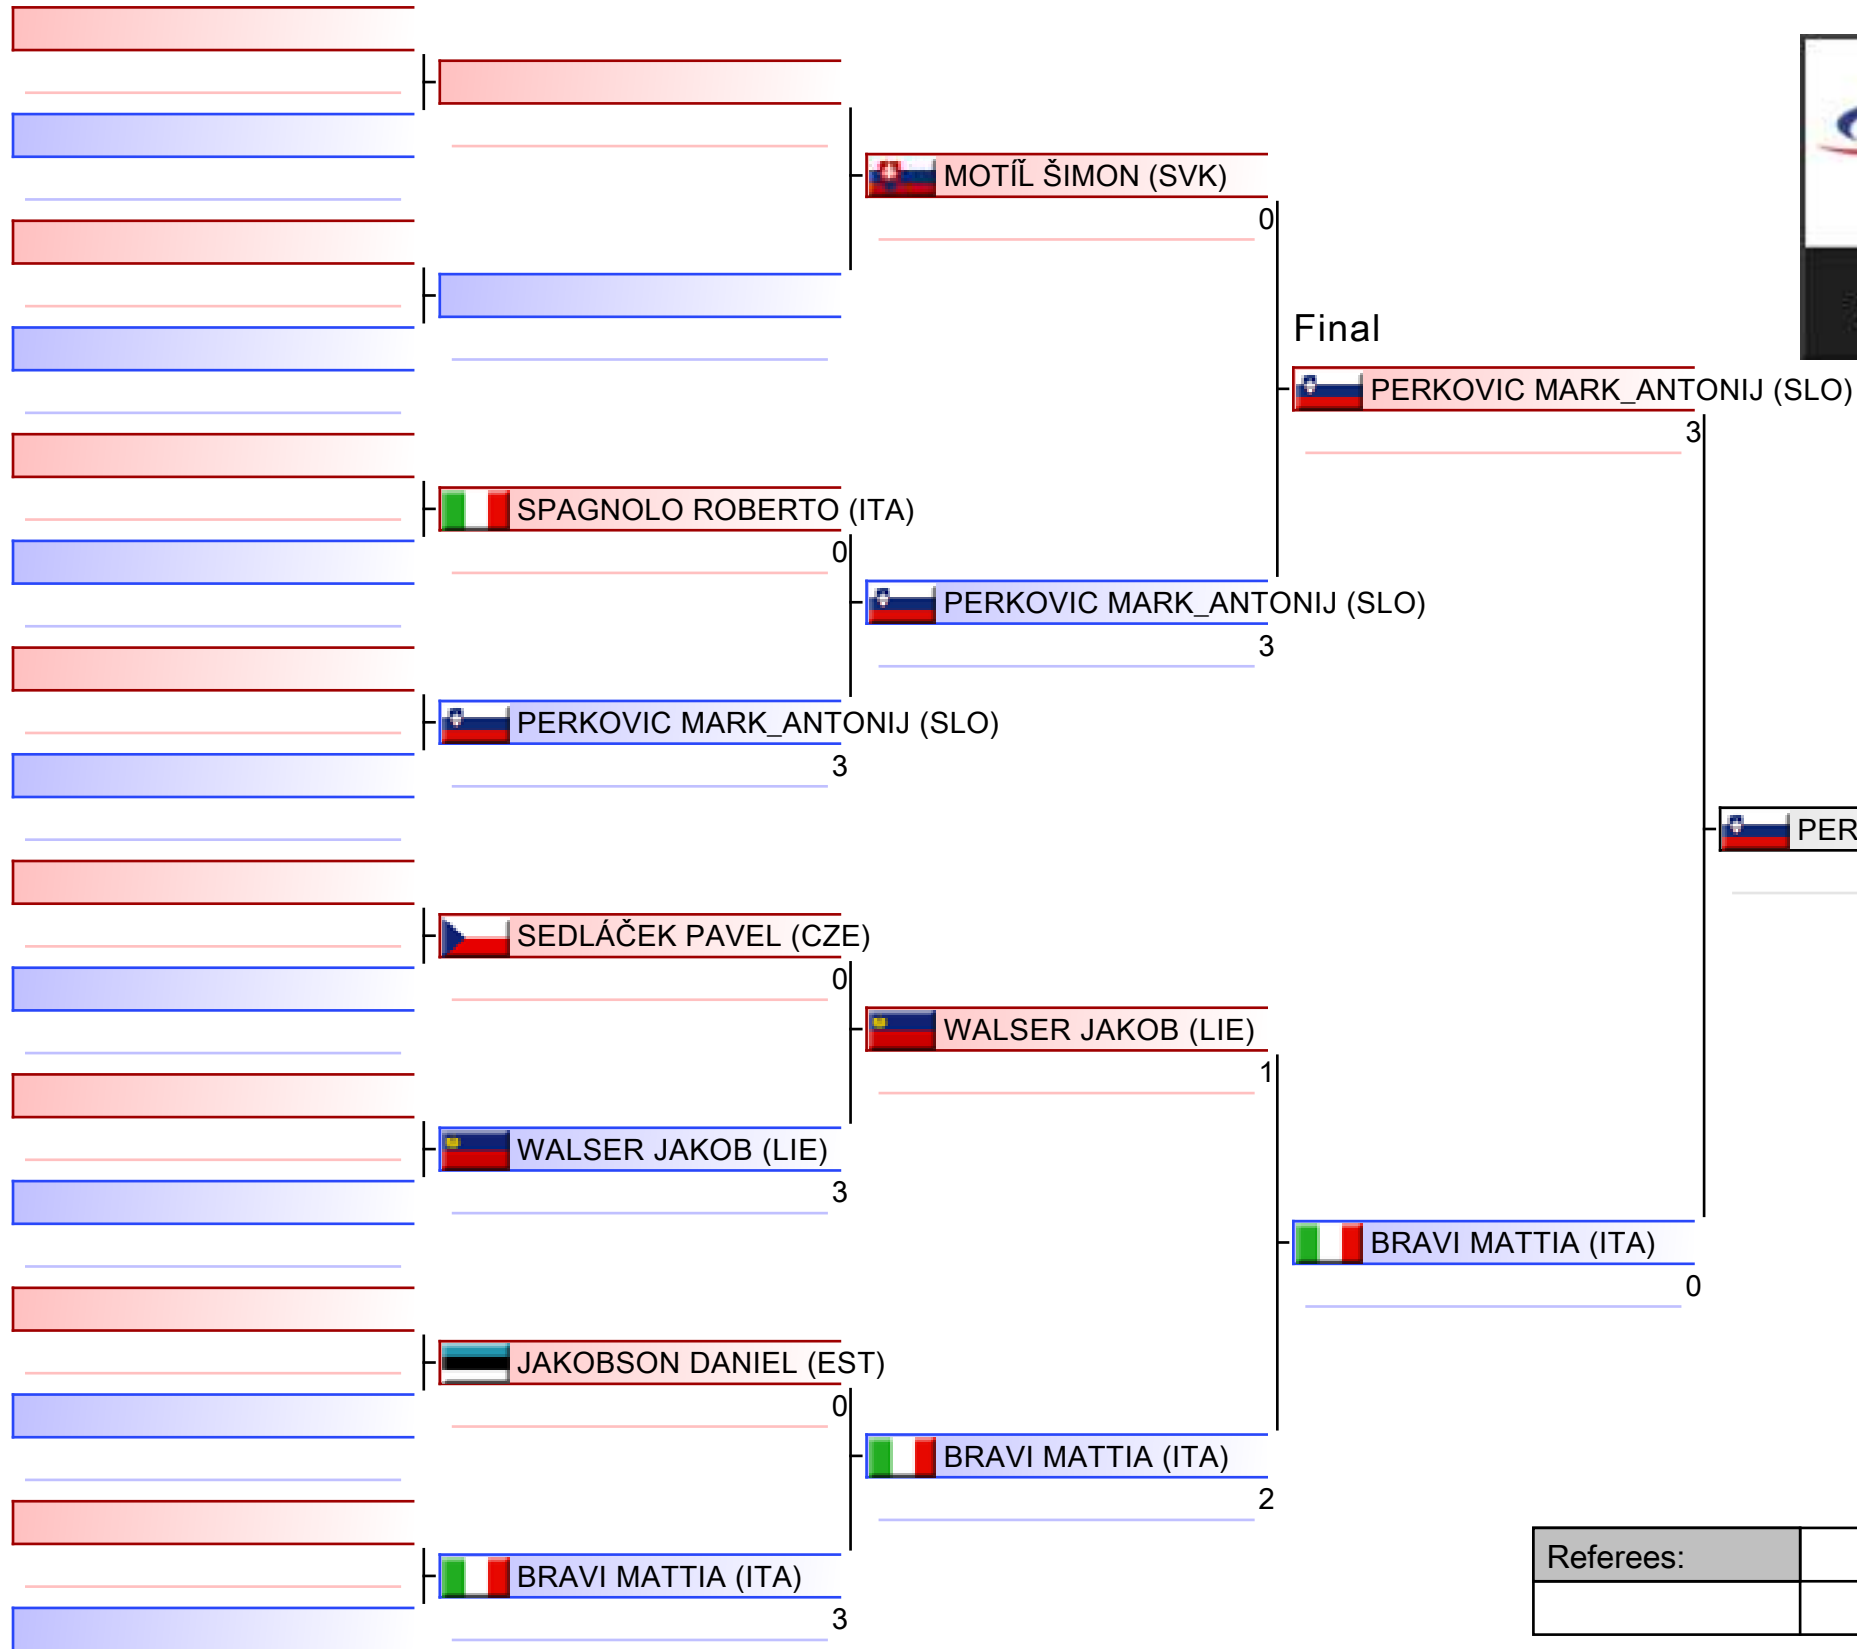 MOTÍĽ ŠIMON (SVK)
0
Final
PERKOVIC MARK_ANTONIJ (SLO)
3
SPAGNOLO ROBERTO (ITA)
0
PERKOVIC MARK_ANTONIJ (SLO)
3
PERKOVIC MARK_ANTONIJ (SLO)
3
PER
SEDLÁČEK PAVEL (CZE)
0
WALSER JAKOB (LIE)
1
WALSER JAKOB (LIE)
3
BRAVI MATTIA (ITA)
0
JAKOBSON DANIEL (EST)
0
BRAVI MATTIA (ITA)
2
BRAVI MATTIA (ITA)
3
Referees: